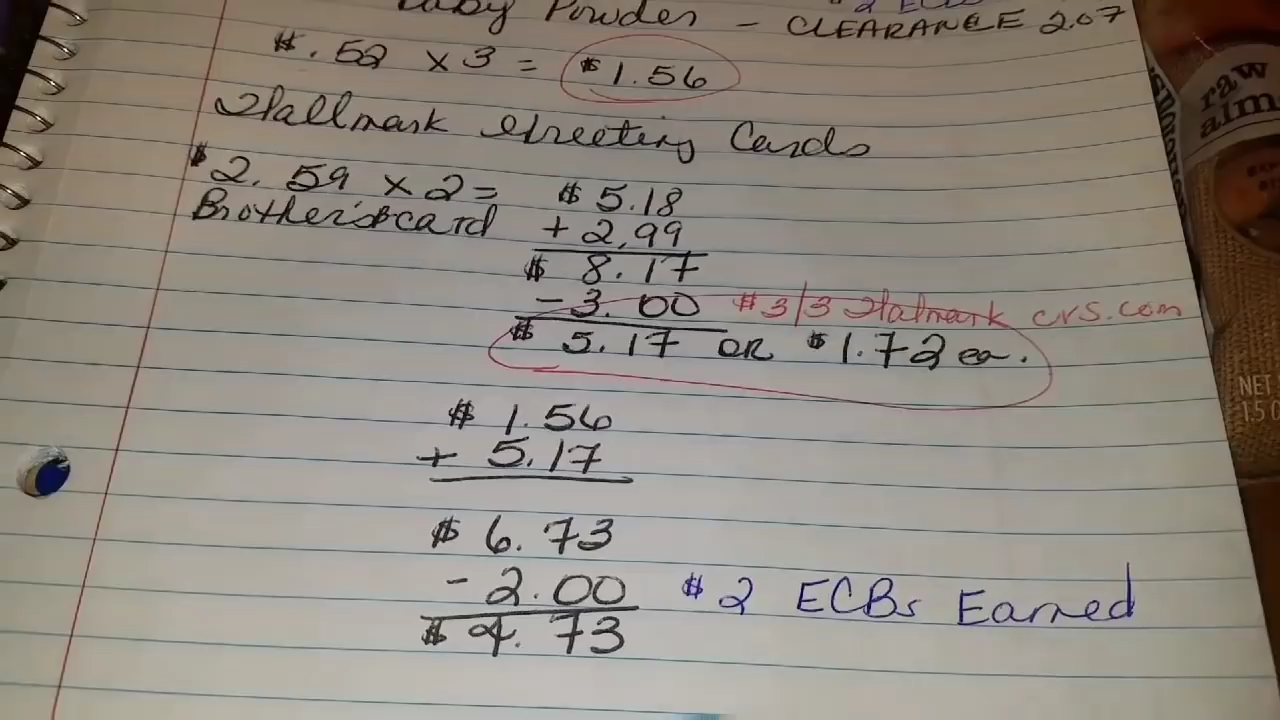 Baby Powder - CLEARANCE 2.07
$.52 x 3 = $1.56
Hallmark Greeting Cards
$2.59 x 2 = $5.18
Brother's card + 2.99
$ 8.17
- 3.00 $3/3 Hallmark cvs.com
$ 5.17 OR $1.72 ea.
$ 1.56
+ 5.17
$ 6.73
- 2.00 $2 ECBs Earned
$ 4.73
raw
alm
NET
1.5